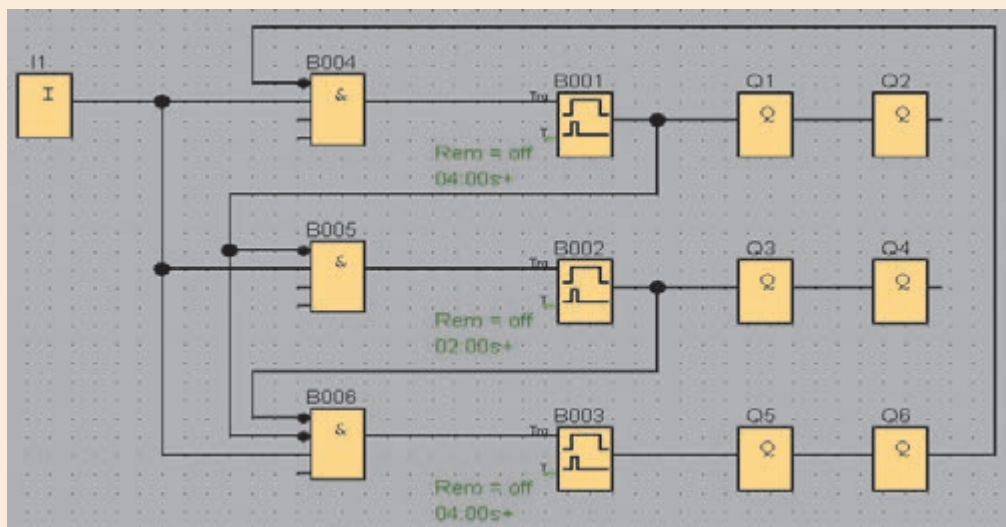 I1
I
B004
&
Trg
T
B001
Q1
Q
Q2
Q
Rem = off
04:00s+
B005
&
Trg
T
B002
Q3
Q
Q4
Q
Rem = off
02:00s+
B006
&
Trg
T
B003
Q5
Q
Q6
Q
Rem = off
04:00s+